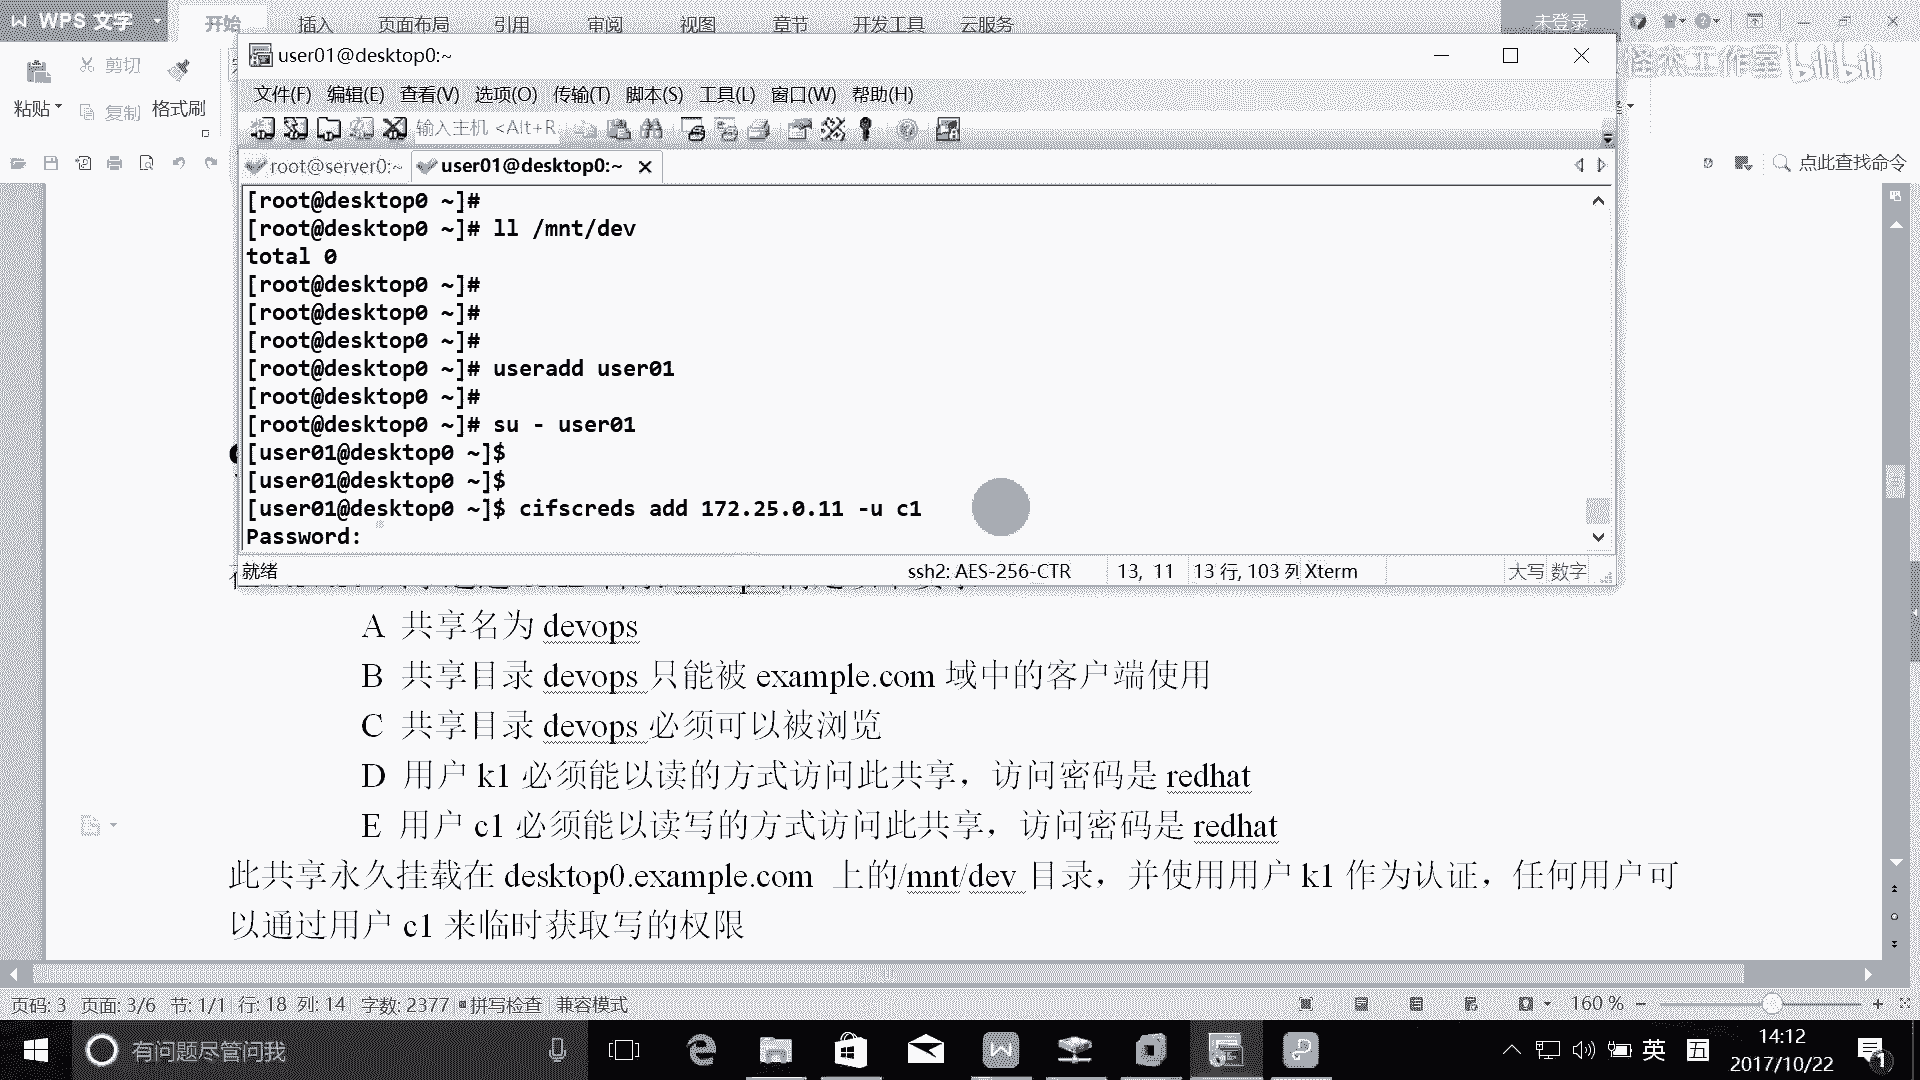 WPS 文字
开始 插入 页面布局 引用 审阅 视图 章节 开发工具 云服务 未登录
user01@desktop0:~
剪切
文件(F) 编辑(E) 查看(V) 选项(O) 传输(T) 脚本(S) 工具(L) 窗口(W) 帮助(H)
粘贴 复制 格式刷
输入主机 <Alt+R
root@server0:~ user01@desktop0:~
点此查找命令
[root@desktop0 ~]#
[root@desktop0 ~]# ll /mnt/dev
total 0
[root@desktop0 ~]#
[root@desktop0 ~]#
[root@desktop0 ~]#
[root@desktop0 ~]# useradd user01
[root@desktop0 ~]#
[root@desktop0 ~]# su - user01
[user01@desktop0 ~]$
[user01@desktop0 ~]$
[user01@desktop0 ~]$ cifscreds add 172.25.0.11 -u c1
Password:
就绪 ssh2: AES-256-CTR 13, 11 13 行, 103 列 Xterm 大写 数字
A 共享名为 devops
B 共享目录 devops 只能被 example.com 域中的客户端使用
C 共享目录 devops 必须可以被浏览
D 用户 k1 必须能以读的方式访问此共享，访问密码是 redhat
E 用户 c1 必须能以读写的方式访问此共享，访问密码是 redhat
此共享永久挂载在 desktop0.example.com 上的/mnt/dev 目录，并使用用户 k1 作为认证，任何用户可
以通过用户 c1 来临时获取写的权限
页码: 3 页面: 3/6 节: 1/1 行: 18 列: 14 字数: 2377 拼写检查 兼容模式 160 %
有问题尽管问我
英 五
14:12
2017/10/22
1